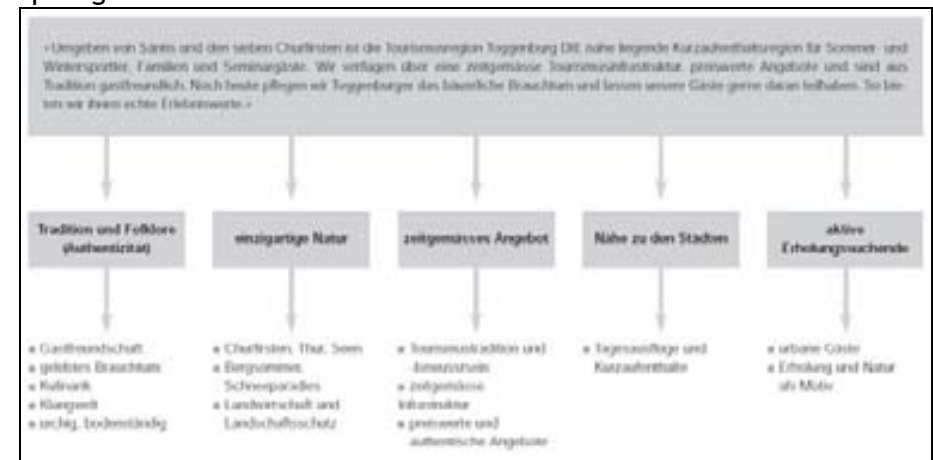 «Umgeben von Säntis und den sieben Churfirsten ist die Tourismusregion Toggenburg DIE nahe liegende Kurzaufenthaltsregion für Sommer- und
Wintersportler, Familien und Seminargäste. Wir verfügen über eine zeitgemässe Tourismusinfrastruktur, preiswerte Angebote und sind aus
Tradition gastfreundlich. Noch heute pflegen wir Toggenburger das bäuerliche Brauchtum und lassen unsere Gäste gerne daran teilhaben. So bie-
ten wir ihnen echte Erlebniswerte.»
Tradition und Folklore
(Authentizität)
einzigartige Natur
zeitgemässes Angebot
Nähe zu den Städten
aktive
Erholungssuchende
Gastfreundschaft
gelebtes Brauchtum
Kulinarik
Klangwelt
urchig, bodenständig
Churfirsten, Thur, Seen
Bergsommer,
Schneeparadies
Landwirtschaft und
Landschaftsschutz
Tourismustradition und
-bewusstsein
zeitgemässe
Infrastruktur
preiswerte und
authentische Angebote
Tagesausflüge und
Kurzaufenthalte
urbane Gäste
Erholung und Natur
als Motiv